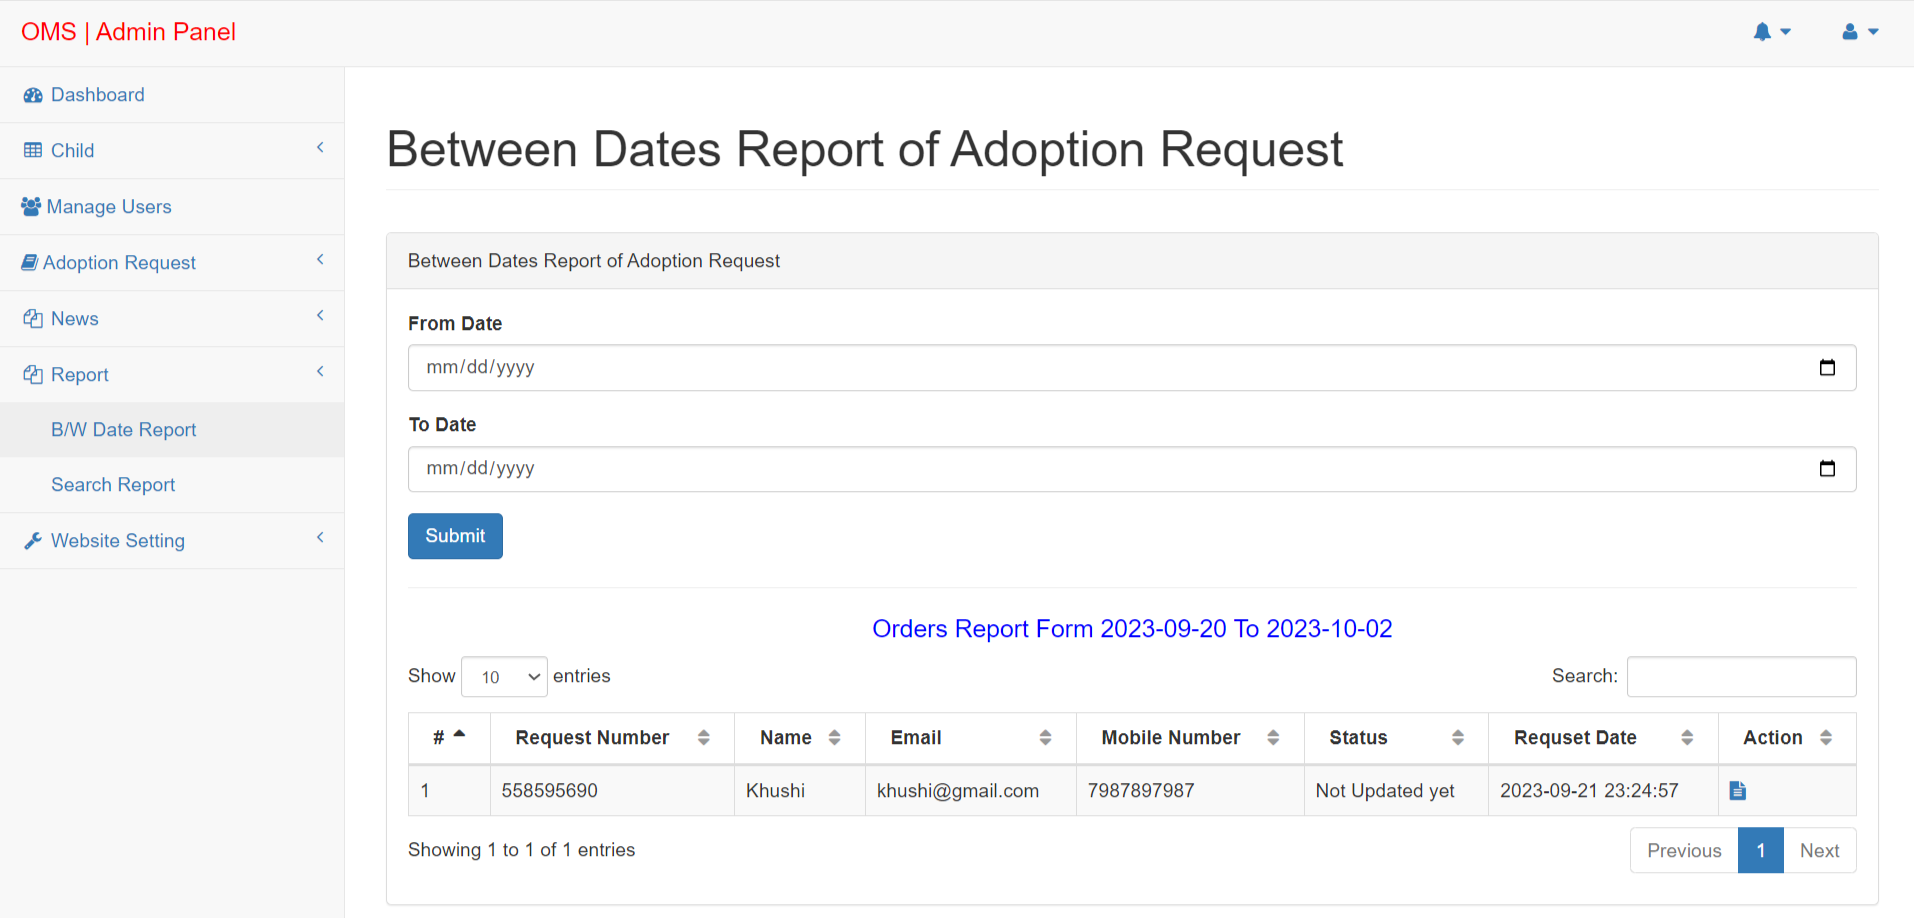 OMS | Admin Panel
Dashboard
Child
Manage Users
Adoption Request
News
Report
B/W Date Report
Search Report
Website Setting
Between Dates Report of Adoption Request
Between Dates Report of Adoption Request
From Date
mm/dd/yyyy
To Date
mm/dd/yyyy
Submit
Orders Report Form 2023-09-20 To 2023-10-02
Show 10 entries Search:
# Request Number Name Email Mobile Number Status Requset Date Action
1 558595690 Khushi khushi@gmail.com 7987897987 Not Updated yet 2023-09-21 23:24:57
Showing 1 to 1 of 1 entries Previous 1 Next